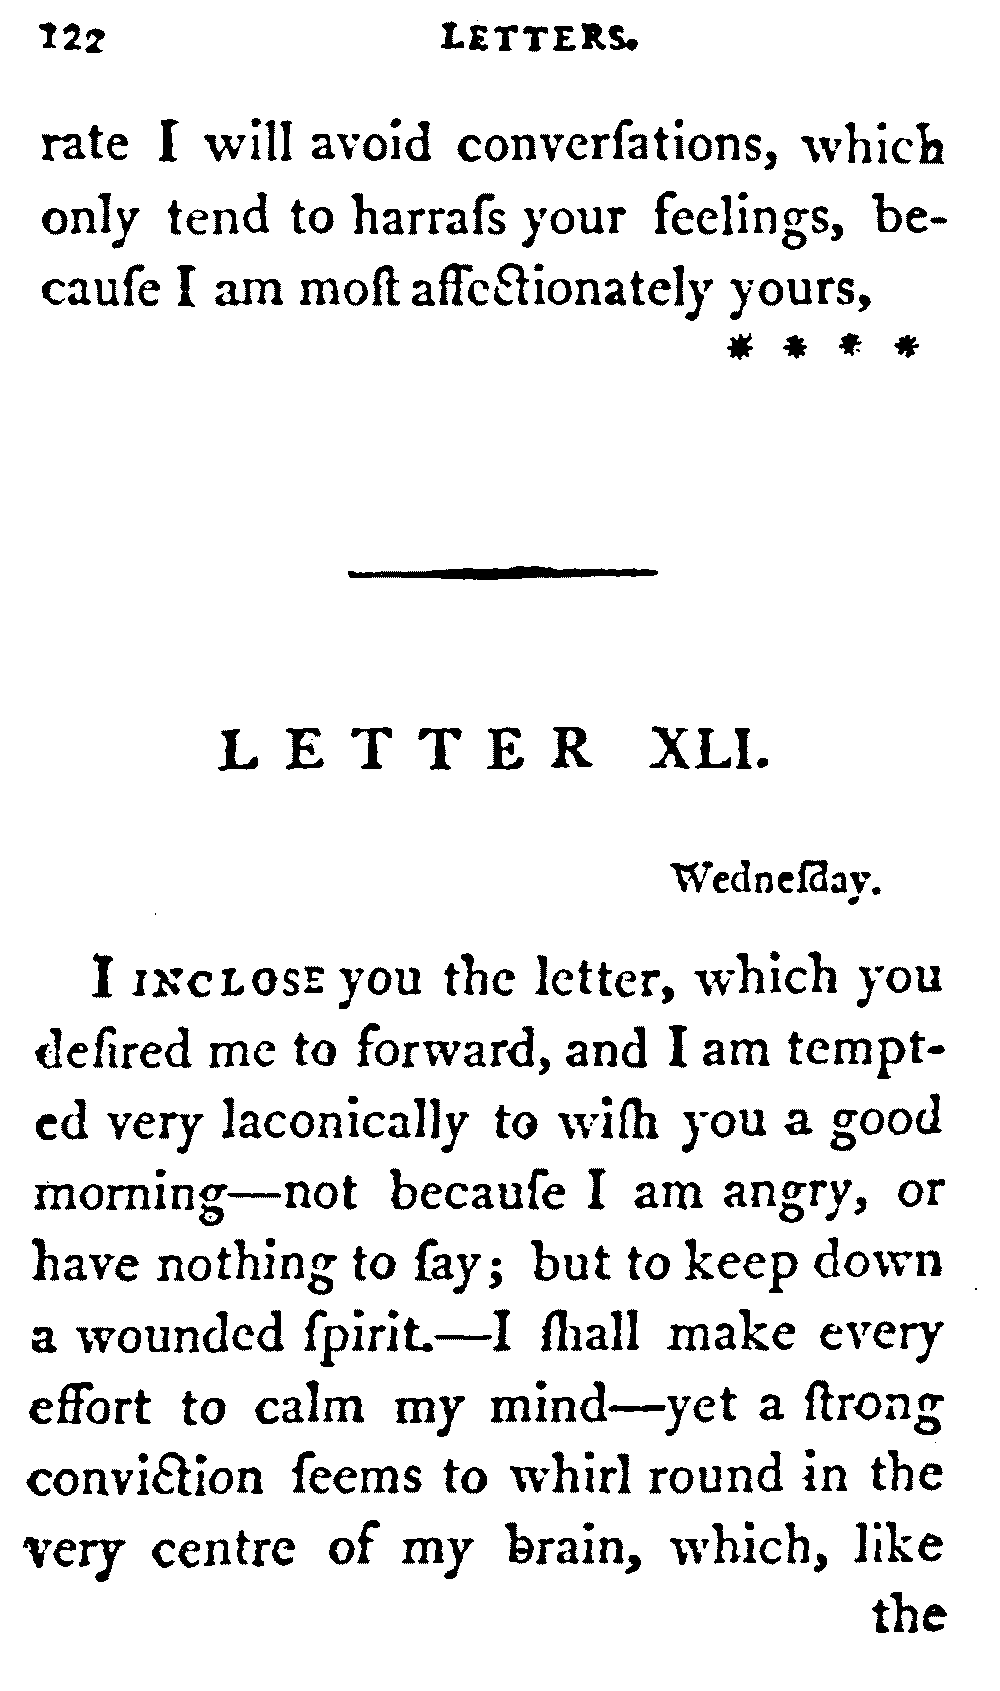 122 LETTERS.
rate I will avoid converſations, which
only tend to harraſs your feelings, be-
cauſe I am moſt affectionately yours,
* * * *
LETTER XLI.
Wedneſday.
I INCLOSE you the letter, which you
deſired me to forward, and I am tempt-
ed very laconically to wiſh you a good
morning—not becauſe I am angry, or
have nothing to ſay; but to keep down
a wounded ſpirit.—I ſhall make every
effort to calm my mind—yet a ſtrong
conviction ſeems to whirl round in the
very centre of my brain, which, like
the